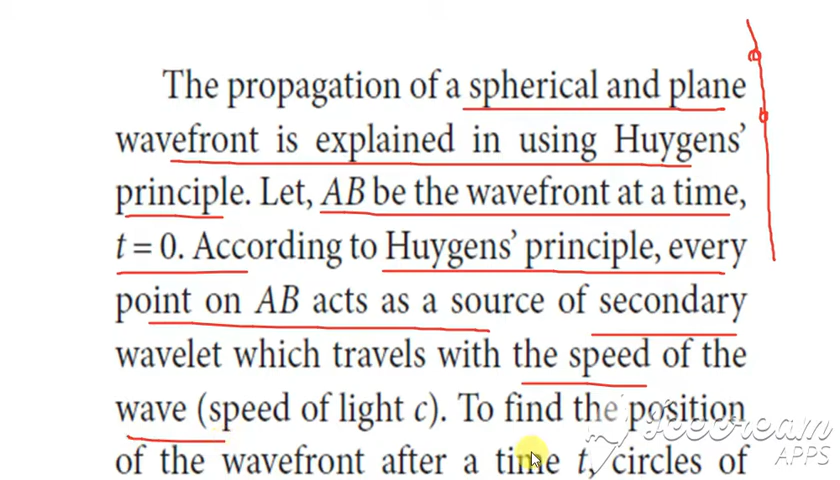 The propagation of a spherical and plane
wavefront is explained in using Huygens'
principle. Let, AB be the wavefront at a time,
t = 0. According to Huygens' principle, every
point on AB acts as a source of secondary
wavelet which travels with the speed of the
wave (speed of light c). To find the position
of the wavefront after a time t, circles of
Icecream
APPS